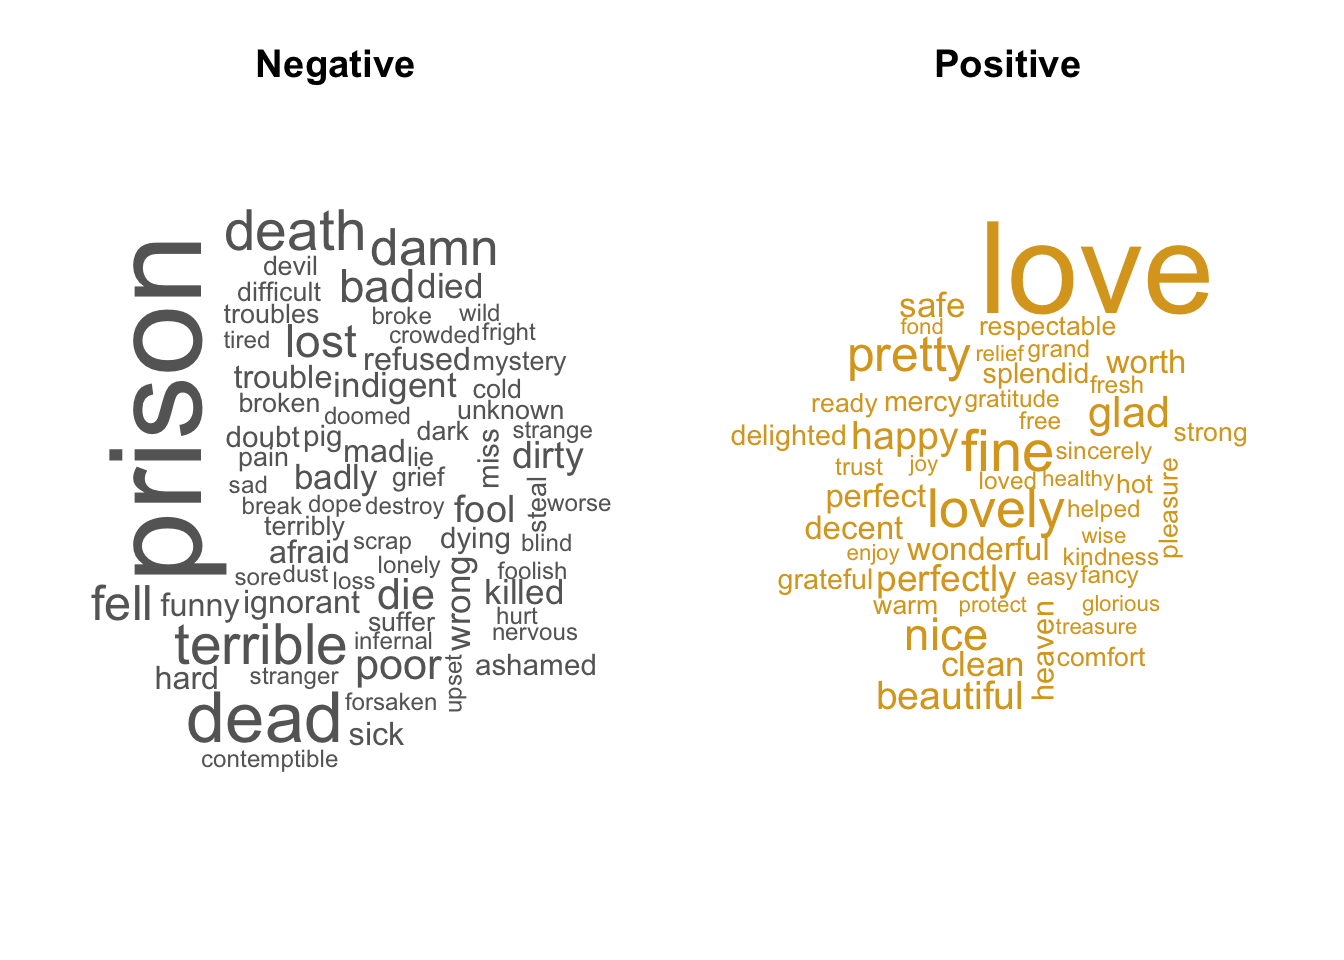 Negative
Positive
prison
death
damn
devil
difficult
bad
died
troubles
broke
wild
tired
lost
crowded
fright
refused
mystery
trouble
indigent
cold
broken
doomed
unknown
doubt
pig
mad
lie
dark
miss
strange
dirty
pain
badly
grief
sad
break
dope
destroy
fool
steal
worse
terribly
afraid
scrap
dying
blind
sore
dust
loss
lonely
foolish
fell
funny
ignorant
die
suffer
wrong
killed
hurt
nervous
terrible
infernal
poor
upset
ashamed
hard
stranger
dead
forsaken
sick
contemptible
love
safe
fond
respectable
pretty
relief
grand
worth
splendid
fresh
ready
mercy
gratitude
free
glad
strong
delighted
happy
fine
sincerely
trust
joy
loved
healthy
hot
pleasure
perfect
lovely
helped
decent
wise
enjoy
wonderful
kindness
grateful
perfectly
easy
fancy
warm
protect
glorious
nice
heaven
treasure
clean
comfort
beautiful